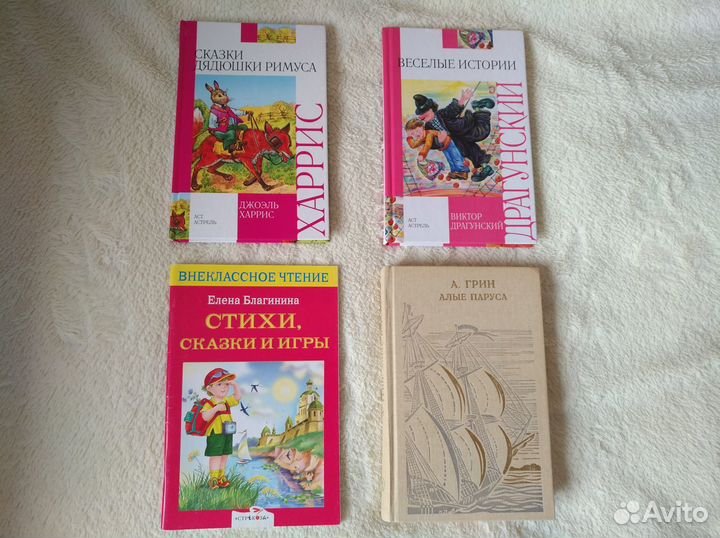 СКАЗКИ
ДЯДЮШКИ РИМУСА
ХАРРИС
АСТ
АСТРЕЛЬ
ДЖОЭЛЬ
ХАРРИС
ВЕСЕЛЫЕ ИСТОРИИ
ДРАГУНСКИЙ
АСТ
АСТРЕЛЬ
ВИКТОР
ДРАГУНСКИЙ
ВНЕКЛАССНОЕ ЧТЕНИЕ
Елена Благинина
СТИХИ,
СКАЗКИ И ИГРЫ
«СТРЕКОЗА»
А. ГРИН
АЛЫЕ ПАРУСА
Avito